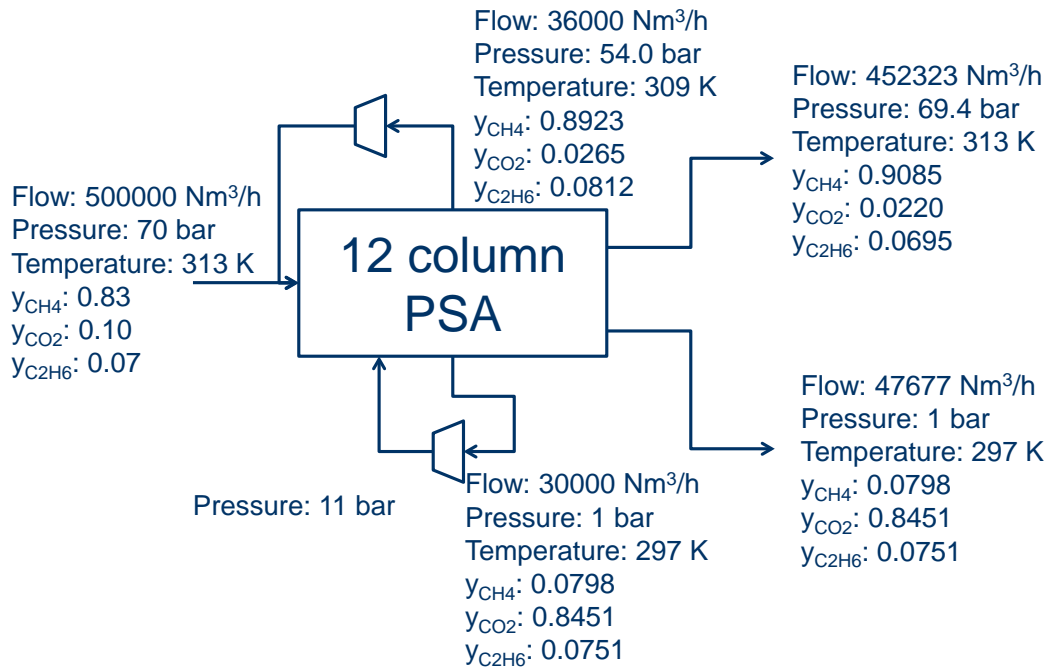 Flow: 36000 Nm³/h
Pressure: 54.0 bar
Temperature: 309 K
yCH4: 0.8923
yCO2: 0.0265
yC2H6: 0.0812
Flow: 452323 Nm³/h
Pressure: 69.4 bar
Temperature: 313 K
yCH4: 0.9085
yCO2: 0.0220
yC2H6: 0.0695
Flow: 500000 Nm³/h
Pressure: 70 bar
Temperature: 313 K
yCH4: 0.83
yCO2: 0.10
yC2H6: 0.07
12 column
PSA
Flow: 47677 Nm³/h
Pressure: 1 bar
Temperature: 297 K
yCH4: 0.0798
yCO2: 0.8451
yC2H6: 0.0751
Pressure: 11 bar
Flow: 30000 Nm³/h
Pressure: 1 bar
Temperature: 297 K
yCH4: 0.0798
yCO2: 0.8451
yC2H6: 0.0751